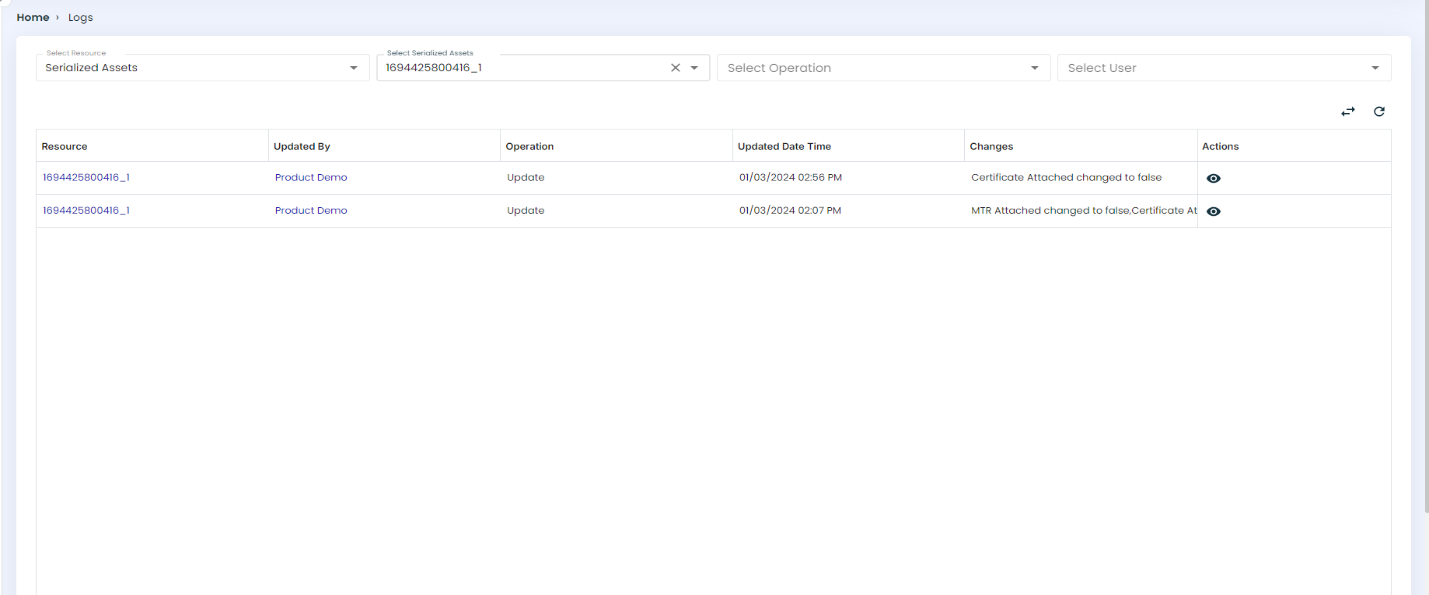 Home › Logs
Select Resource Select Serialized Assets
Serialized Assets 1694425800416_1 Select Operation Select User
Resource Updated By Operation Updated Date Time Changes Actions
1694425800416_1 Product Demo Update 01/03/2024 02:56 PM Certificate Attached changed to false
1694425800416_1 Product Demo Update 01/03/2024 02:07 PM MTR Attached changed to false,Certificate At